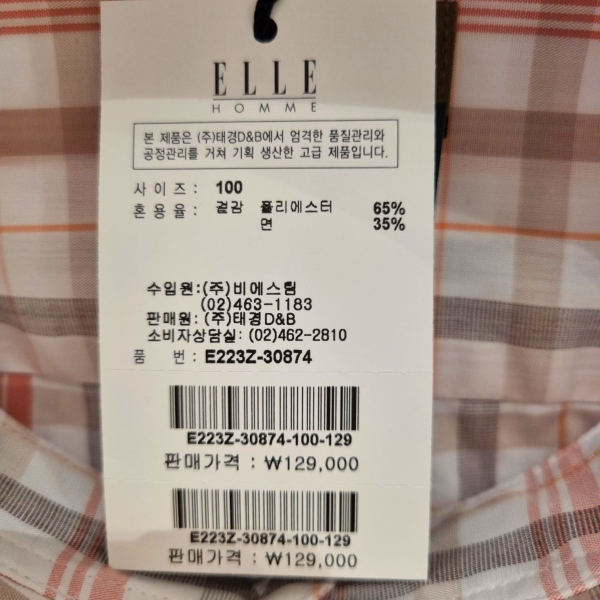 ELLE
HOMME
본 제품은 (주)태경D&B에서 엄격한 품질관리와
공정관리를 거쳐 기획 생산한 고급 제품입니다.
사이즈 : 100
혼용율 : 겉감 폴리에스터 65%
면 35%
수입원:(주)비에스팀
(02)463-1183
판매원: (주)태경D&B
소비자상담실: (02)462-2810
품 번: E223Z-30874
E223Z-30874-100-129
판매가격 : ₩129,000
E223Z-30874-100-129
판매가격 : ₩129,000